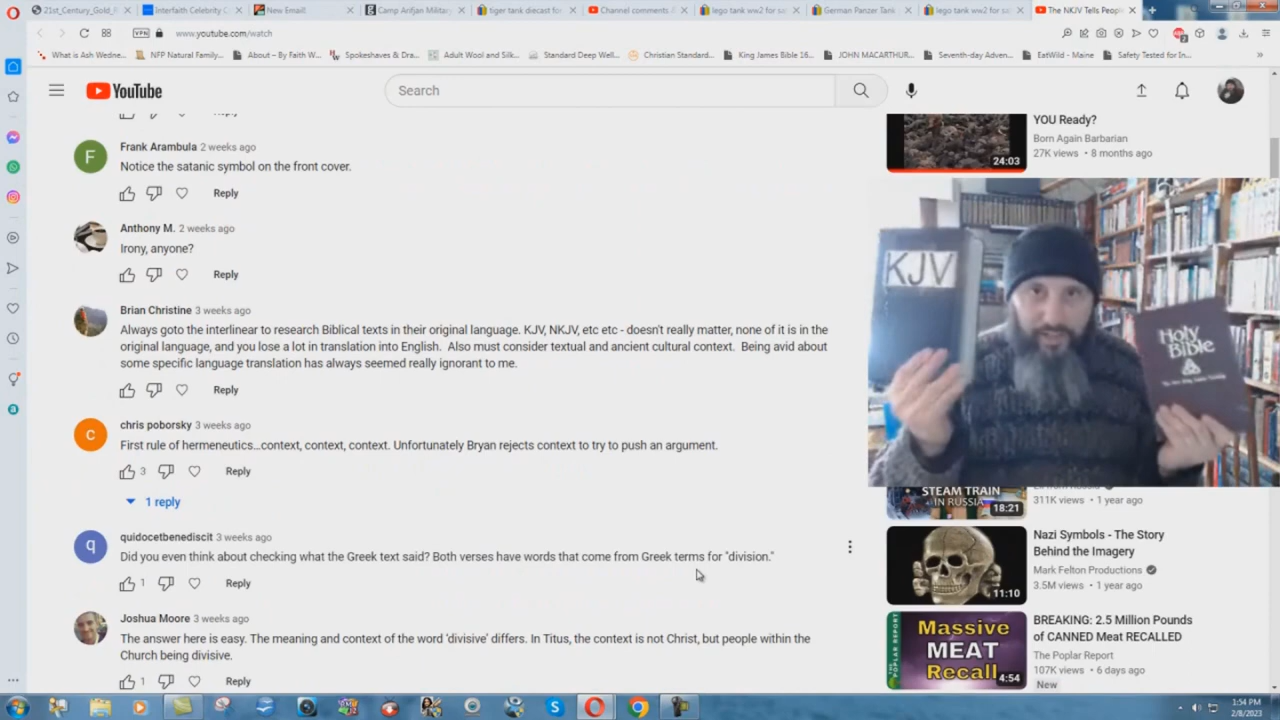 21st_Century_Gold_R
Interfaith Celebrity C
New Email!
Camp Arifjan Militar
tiger tank diecast fo
Channel comments
lego tank ww2 for sa
German Panzer Tank
lego tank ww2 for sa
The NKJV Tells Peopl
VPN
www.youtube.com/watch
What is Ash Wedne...
NFP Natural Family...
About – By Faith W...
Spokeshaves & Dra...
Adult Wool and Silk...
Standard Deep Well...
Christian Standard...
King James Bible 16...
JOHN MACARTHUR...
Seventh-day Adven...
EatWild - Maine
Safety Tested for In...
YouTube
Search
Reply
Frank Arambula 2 weeks ago
Notice the satanic symbol on the front cover.
Reply
Anthony M. 2 weeks ago
Irony, anyone?
Reply
Brian Christine 3 weeks ago
Always goto the interlinear to research Biblical texts in their original language. KJV, NKJV, etc etc - doesn't really matter, none of it is in the
original language, and you lose a lot in translation into English. Also must consider textual and ancient cultural context. Being avid about
some specific language translation has always seemed really ignorant to me.
Reply
chris poborsky 3 weeks ago
First rule of hermeneutics...context, context, context. Unfortunately Bryan rejects context to try to push an argument.
3 Reply
1 reply
quidocetbenediscit 3 weeks ago
Did you even think about checking what the Greek text said? Both verses have words that come from Greek terms for "division."
1 Reply
Joshua Moore 3 weeks ago
The answer here is easy. The meaning and context of the word 'divisive' differs. In Titus, the context is not Christ, but people within the
Church being divisive.
1 Reply
YOU Ready?
Born Again Barbarian
27K views • 8 months ago
24:03
KJV
Holy
Bible
STEAM TRAIN
IN RUSSIA
18:21
311K views • 1 year ago
Nazi Symbols - The Story
Behind the Imagery
Mark Felton Productions
3.5M views • 1 year ago
11:10
THE POPLAR REPORT
Massive
MEAT
Recall
4:54
BREAKING: 2.5 Million Pounds
of CANNED Meat RECALLED
The Poplar Report
107K views • 6 days ago
New
1:54 PM
2/8/2023